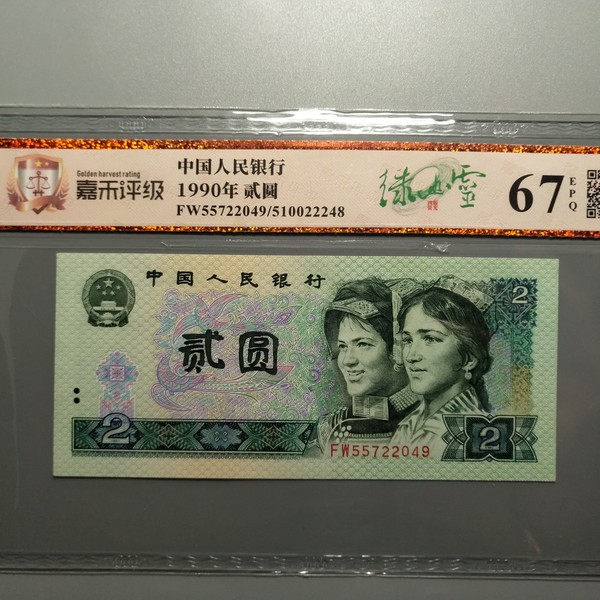 Golden harvest rating
嘉禾评级
中国人民银行
1990年 贰圆
FW55722049/510022248
绿幽靈
67
EPQ
中国人民银行
贰圆
2
2
2
FW55722049